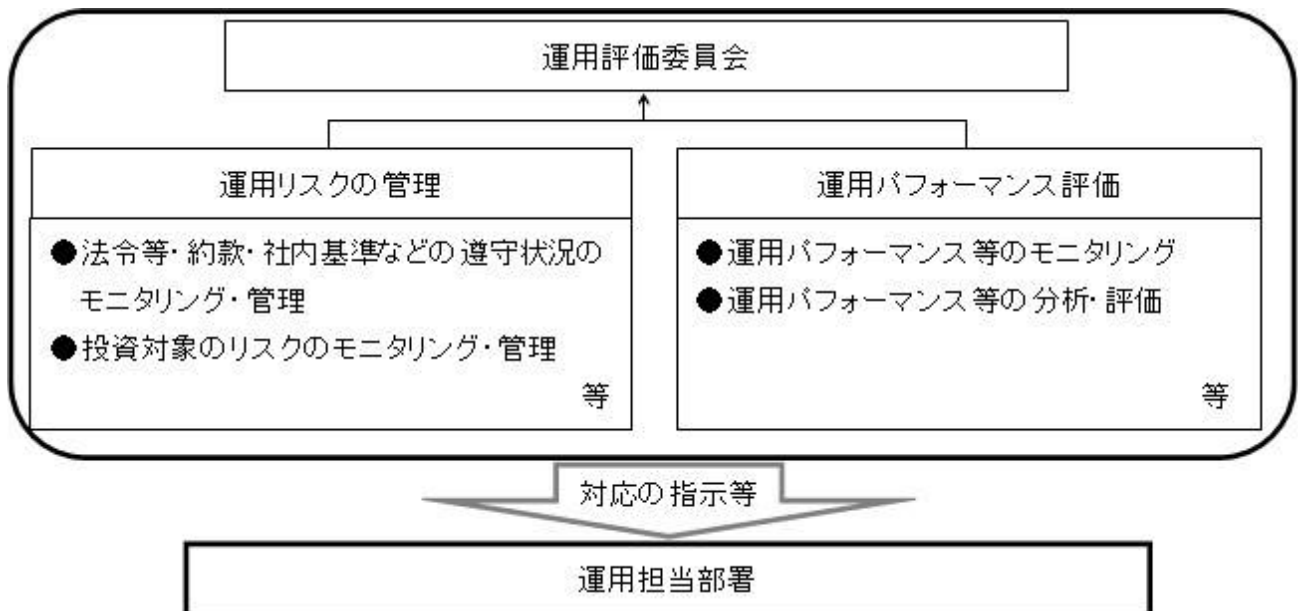 運用評価委員会
運用リスクの管理
●法令等・約款・社内基準などの遵守状況の
モニタリング・管理
●投資対象のリスクのモニタリング・管理
等
運用パフォーマンス評価
●運用パフォーマンス等のモニタリング
●運用パフォーマンス等の分析・評価
等
対応の指示等
運用担当部署